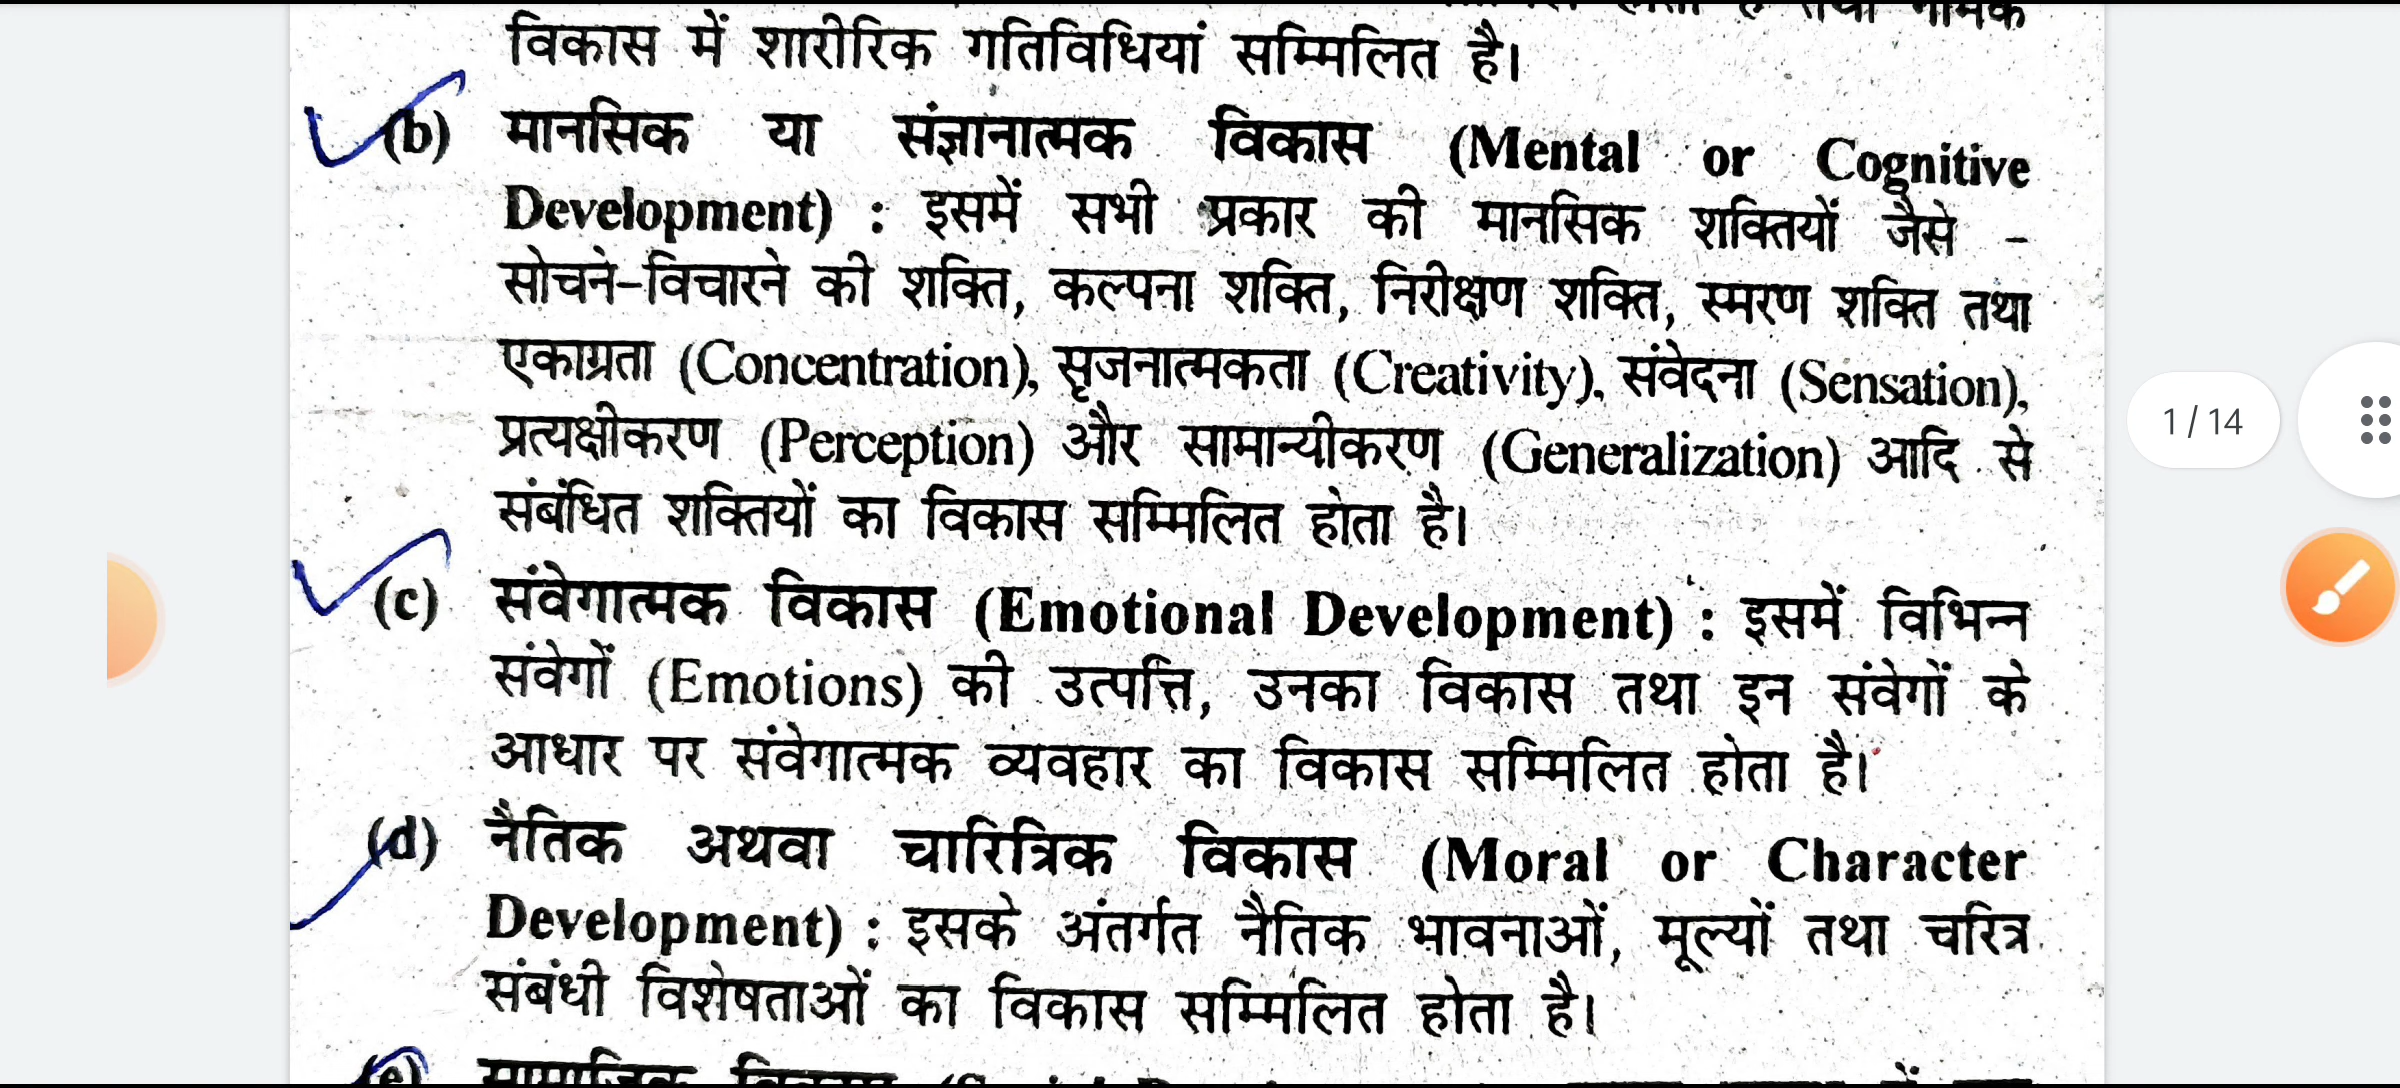 तथा
विकास में शारीरिक गतिविधियां सम्मिलित है।
(b) मानसिक या संज्ञानात्मक विकास (Mental or Cognitive
Development) : इसमें सभी प्रकार की मानसिक शक्तियों जैसे -
सोचने-विचारने की शक्ति, कल्पना शक्ति, निरीक्षण शक्ति, स्मरण शक्ति तथा
एकाग्रता (Concentration), सृजनात्मकता (Creativity), संवेदना (Sensation),
प्रत्यक्षीकरण (Perception) और सामान्यीकरण (Generalization) आदि से
संबंधित शक्तियों का विकास सम्मिलित होता है।
(c) संवेगात्मक विकास (Emotional Development) : इसमें विभिन्न
संवेगों (Emotions) की उत्पत्ति, उनका विकास तथा इन संवेगों के
आधार पर संवेगात्मक व्यवहार का विकास सम्मिलित होता है।
(d) नैतिक अथवा चारित्रिक विकास (Moral or Character
Development) : इसके अंतर्गत नैतिक भावनाओं, मूल्यों तथा चरित्र
संबंधी विशेषताओं का विकास सम्मिलित होता है।
(e) सामाजिक विकास
1 / 14